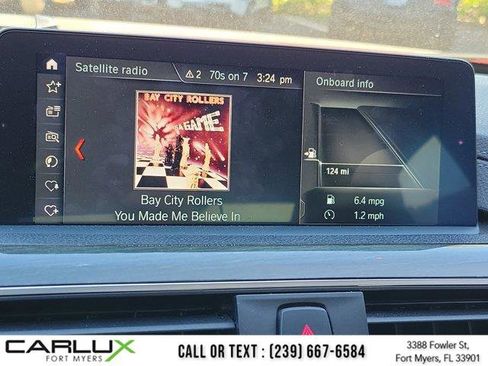 Satellite radio
2
70s on 7
3:24 pm
Onboard info
BAY CITY ROLLERS
GAME
Bay City Rollers
You Made Me Believe In
124 mi
6.4 mpg
1.2 mph
CARLUX
FORT MYERS
CALL OR TEXT : (239) 667-6584
3388 Fowler St,
Fort Myers, FL 33901